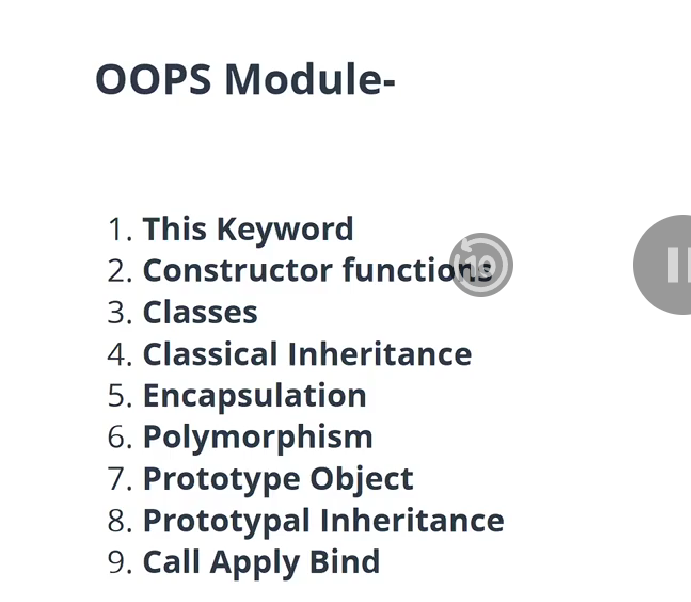 OOPS Module-
1. This Keyword
2. Constructor functions
3. Classes
4. Classical Inheritance
5. Encapsulation
6. Polymorphism
7. Prototype Object
8. Prototypal Inheritance
9. Call Apply Bind
10